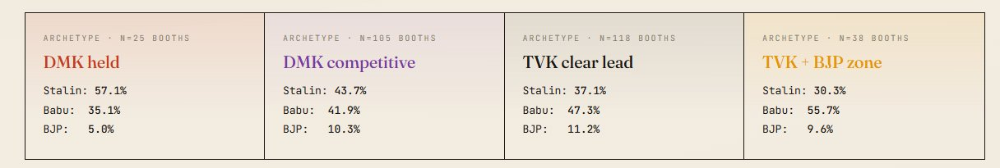 ARCHETYPE · N=25 BOOTHS
DMK held
Stalin: 57.1%
Babu: 35.1%
BJP: 5.0%
ARCHETYPE · N=105 BOOTHS
DMK competitive
Stalin: 43.7%
Babu: 41.9%
BJP: 10.3%
ARCHETYPE · N=118 BOOTHS
TVK clear lead
Stalin: 37.1%
Babu: 47.3%
BJP: 11.2%
ARCHETYPE · N=38 BOOTHS
TVK + BJP zone
Stalin: 30.3%
Babu: 55.7%
BJP: 9.6%